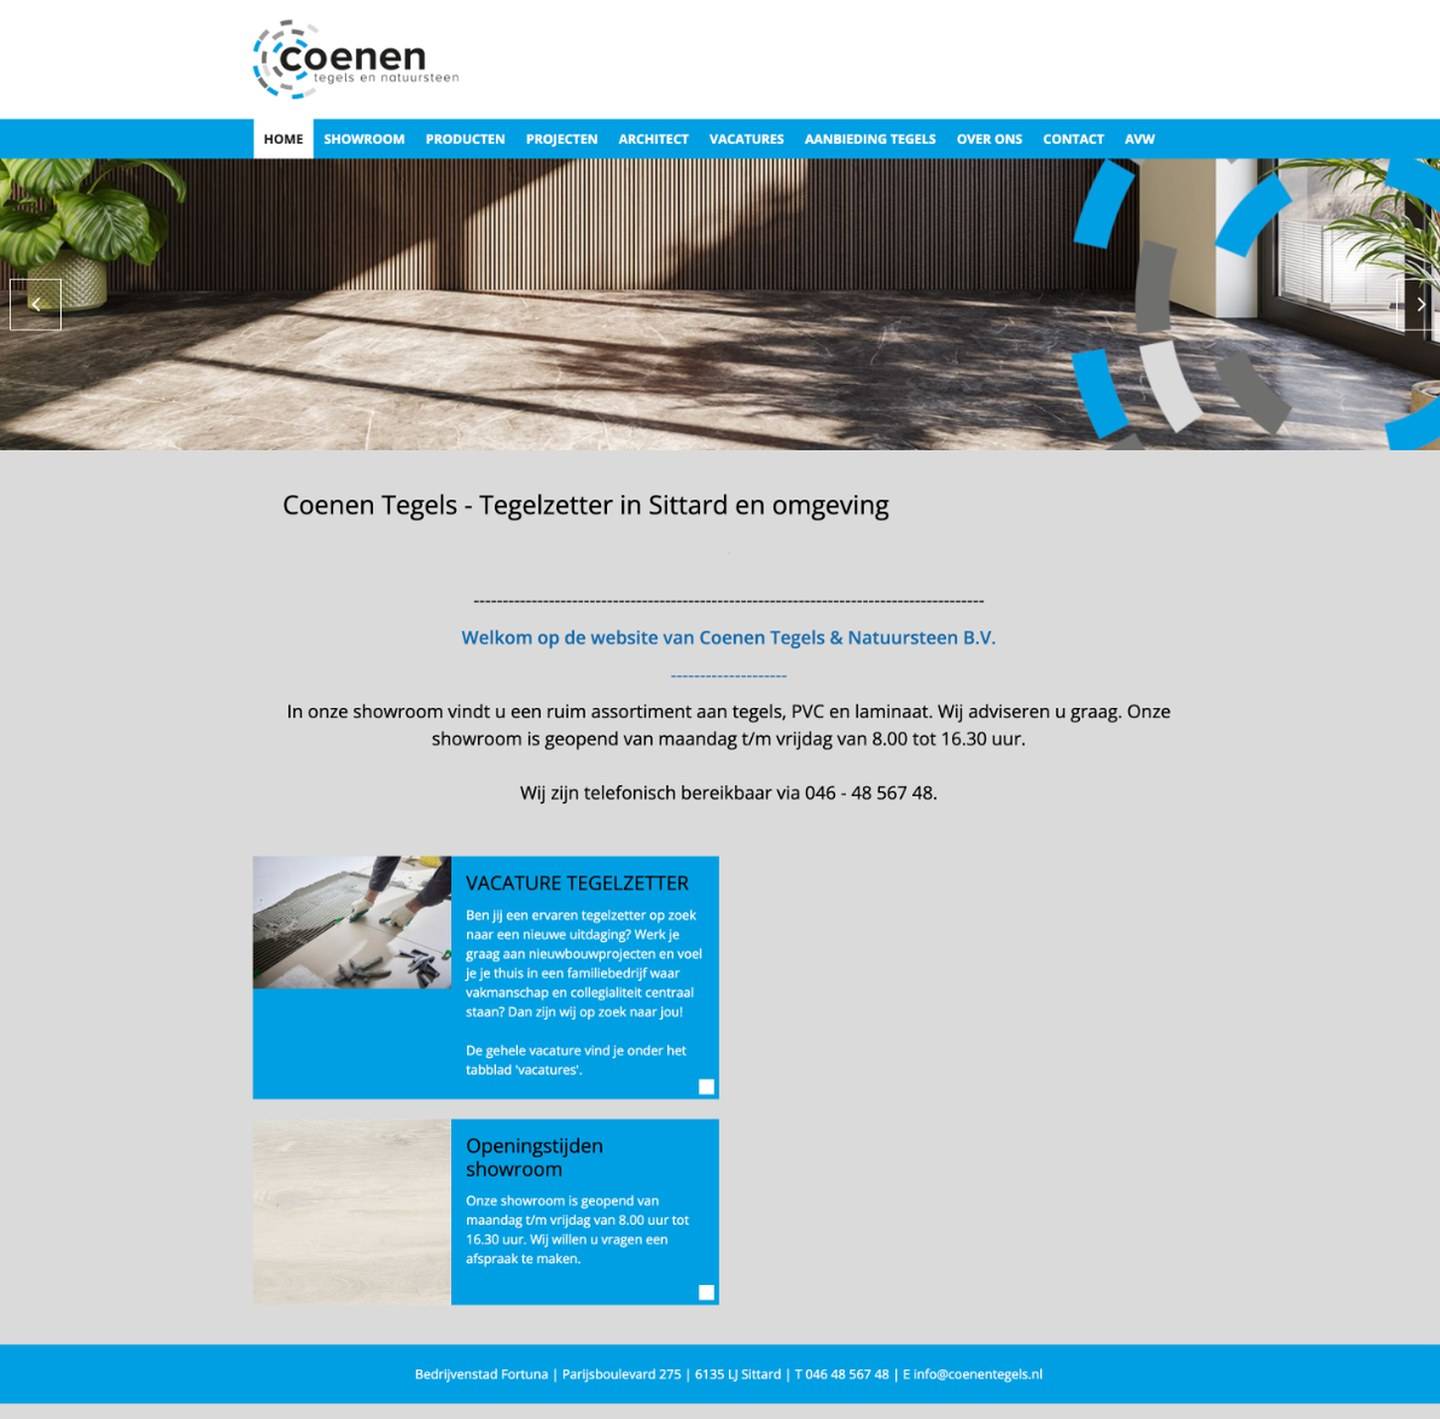 coenen
tegels en natuursteen
HOME SHOWROOM PRODUCTEN PROJECTEN ARCHITECT VACATURES AANBIEDING TEGELS OVER ONS CONTACT AVW
Coenen Tegels - Tegelzetter in Sittard en omgeving
----------------------------------------------------------------------------------------
Welkom op de website van Coenen Tegels & Natuursteen B.V.
--------------------
In onze showroom vindt u een ruim assortiment aan tegels, PVC en laminaat. Wij adviseren u graag. Onze
showroom is geopend van maandag t/m vrijdag van 8.00 tot 16.30 uur.
Wij zijn telefonisch bereikbaar via 046 - 48 567 48.
VACATURE TEGELZETTER
Ben jij een ervaren tegelzetter op zoek
naar een nieuwe uitdaging? Werk je
graag aan nieuwbouwprojecten en voel
je je thuis in een familiebedrijf waar
vakmanschap en collegialiteit centraal
staan? Dan zijn wij op zoek naar jou!
De gehele vacature vind je onder het
tabblad 'vacatures'.
Openingstijden
showroom
Onze showroom is geopend van
maandag t/m vrijdag van 8.00 uur tot
16.30 uur. Wij willen u vragen een
afspraak te maken.
Bedrijvenstad Fortuna | Parijsboulevard 275 | 6135 LJ Sittard | T 046 48 567 48 | E info@coenentegels.nl